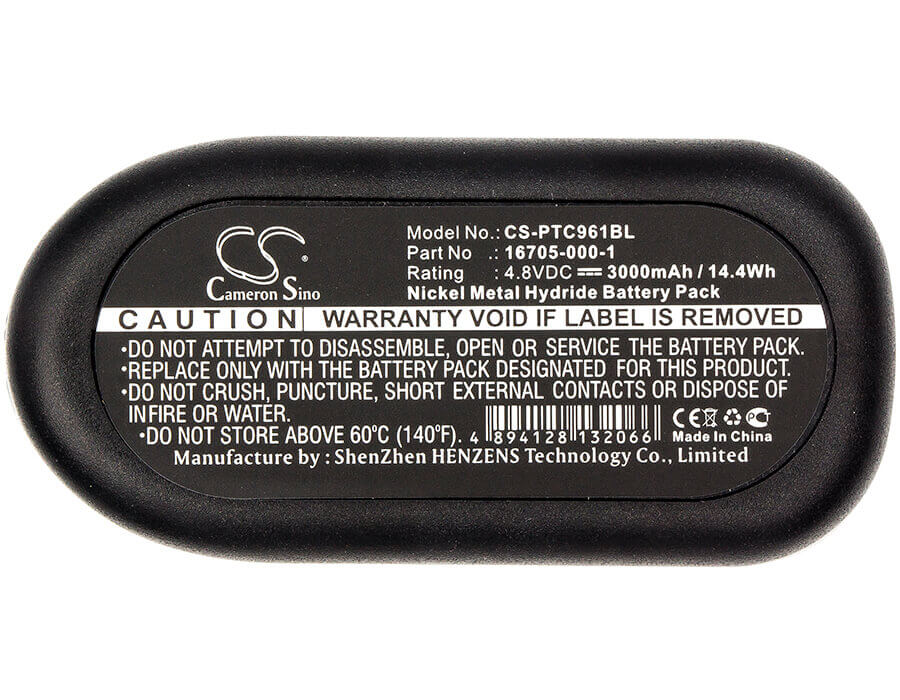 CS
®
Cameron Sino
Model No.: CS-PTC961BL
Part No : 16705-000-1
Rating : 4.8VDC ⎓ 3000mAh / 14.4Wh
Nickel Metal Hydride Battery Pack
CAUTION WARRANTY VOID IF LABEL IS REMOVED
•DO NOT ATTEMPT TO DISASSEMBLE, OPEN OR SERVICE THE BATTERY PACK.
•REPLACE ONLY WITH THE BATTERY PACK DESIGNATED FOR THIS PRODUCT.
•DO NOT CRUSH, PUNCTURE, SHORT EXTERNAL CONTACTS OR DISPOSE OF
IN FIRE OR WATER.
•DO NOT STORE ABOVE 60°C (140°F).
4 894128 132066
CE
Made In China
Manufacture by : ShenZhen HENZENS Technology Co., Limited